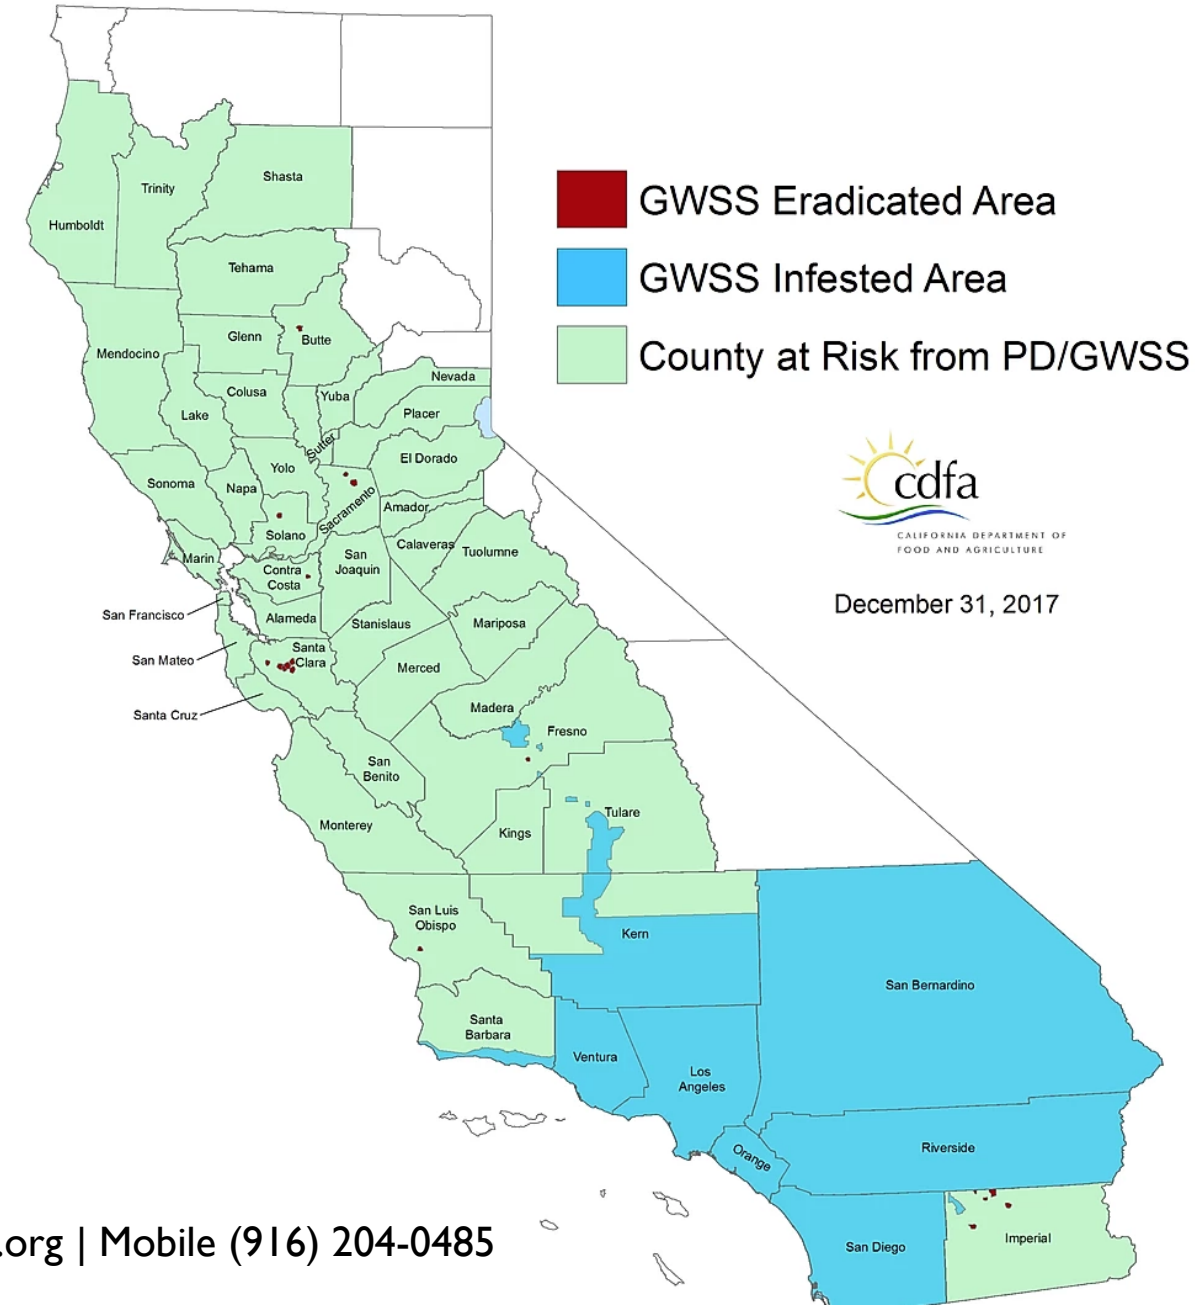 GWSS Eradicated Area
GWSS Infested Area
County at Risk from PD/GWSS
cdfa
CALIFORNIA DEPARTMENT OF
FOOD AND AGRICULTURE
December 31, 2017
Humboldt
Trinity
Shasta
Tehama
Mendocino
Glenn
Butte
Lake
Colusa
Yuba
Nevada
Placer
Sutter
El Dorado
Sonoma
Napa
Yolo
Sacramento
Amador
Solano
Marin
Contra
Costa
San
Joaquin
Calaveras
Tuolumne
San Francisco
Alameda
Stanislaus
Mariposa
San Mateo
Santa
Clara
Merced
Santa Cruz
Madera
Fresno
San
Benito
Monterey
Kings
Tulare
San Luis
Obispo
Kern
San Bernardino
Santa
Barbara
Ventura
Los
Angeles
Orange
Riverside
San Diego
Imperial
.org | Mobile (916) 204-0485